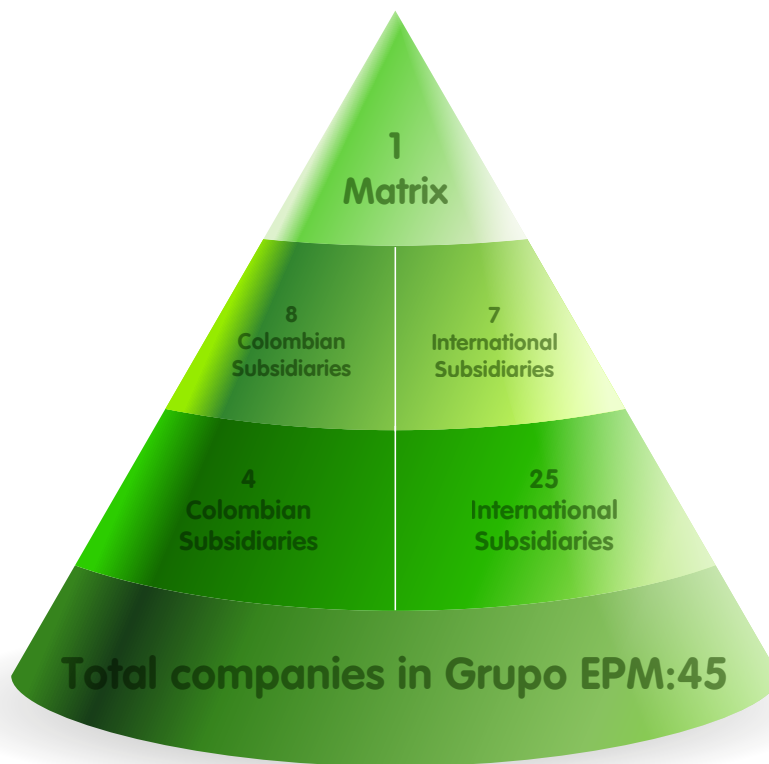 1
Matrix
8
Colombian
Subsidiaries
7
International
Subsidiaries
4
Colombian
Subsidiaries
25
International
Subsidiaries
Total companies in Grupo EPM:45